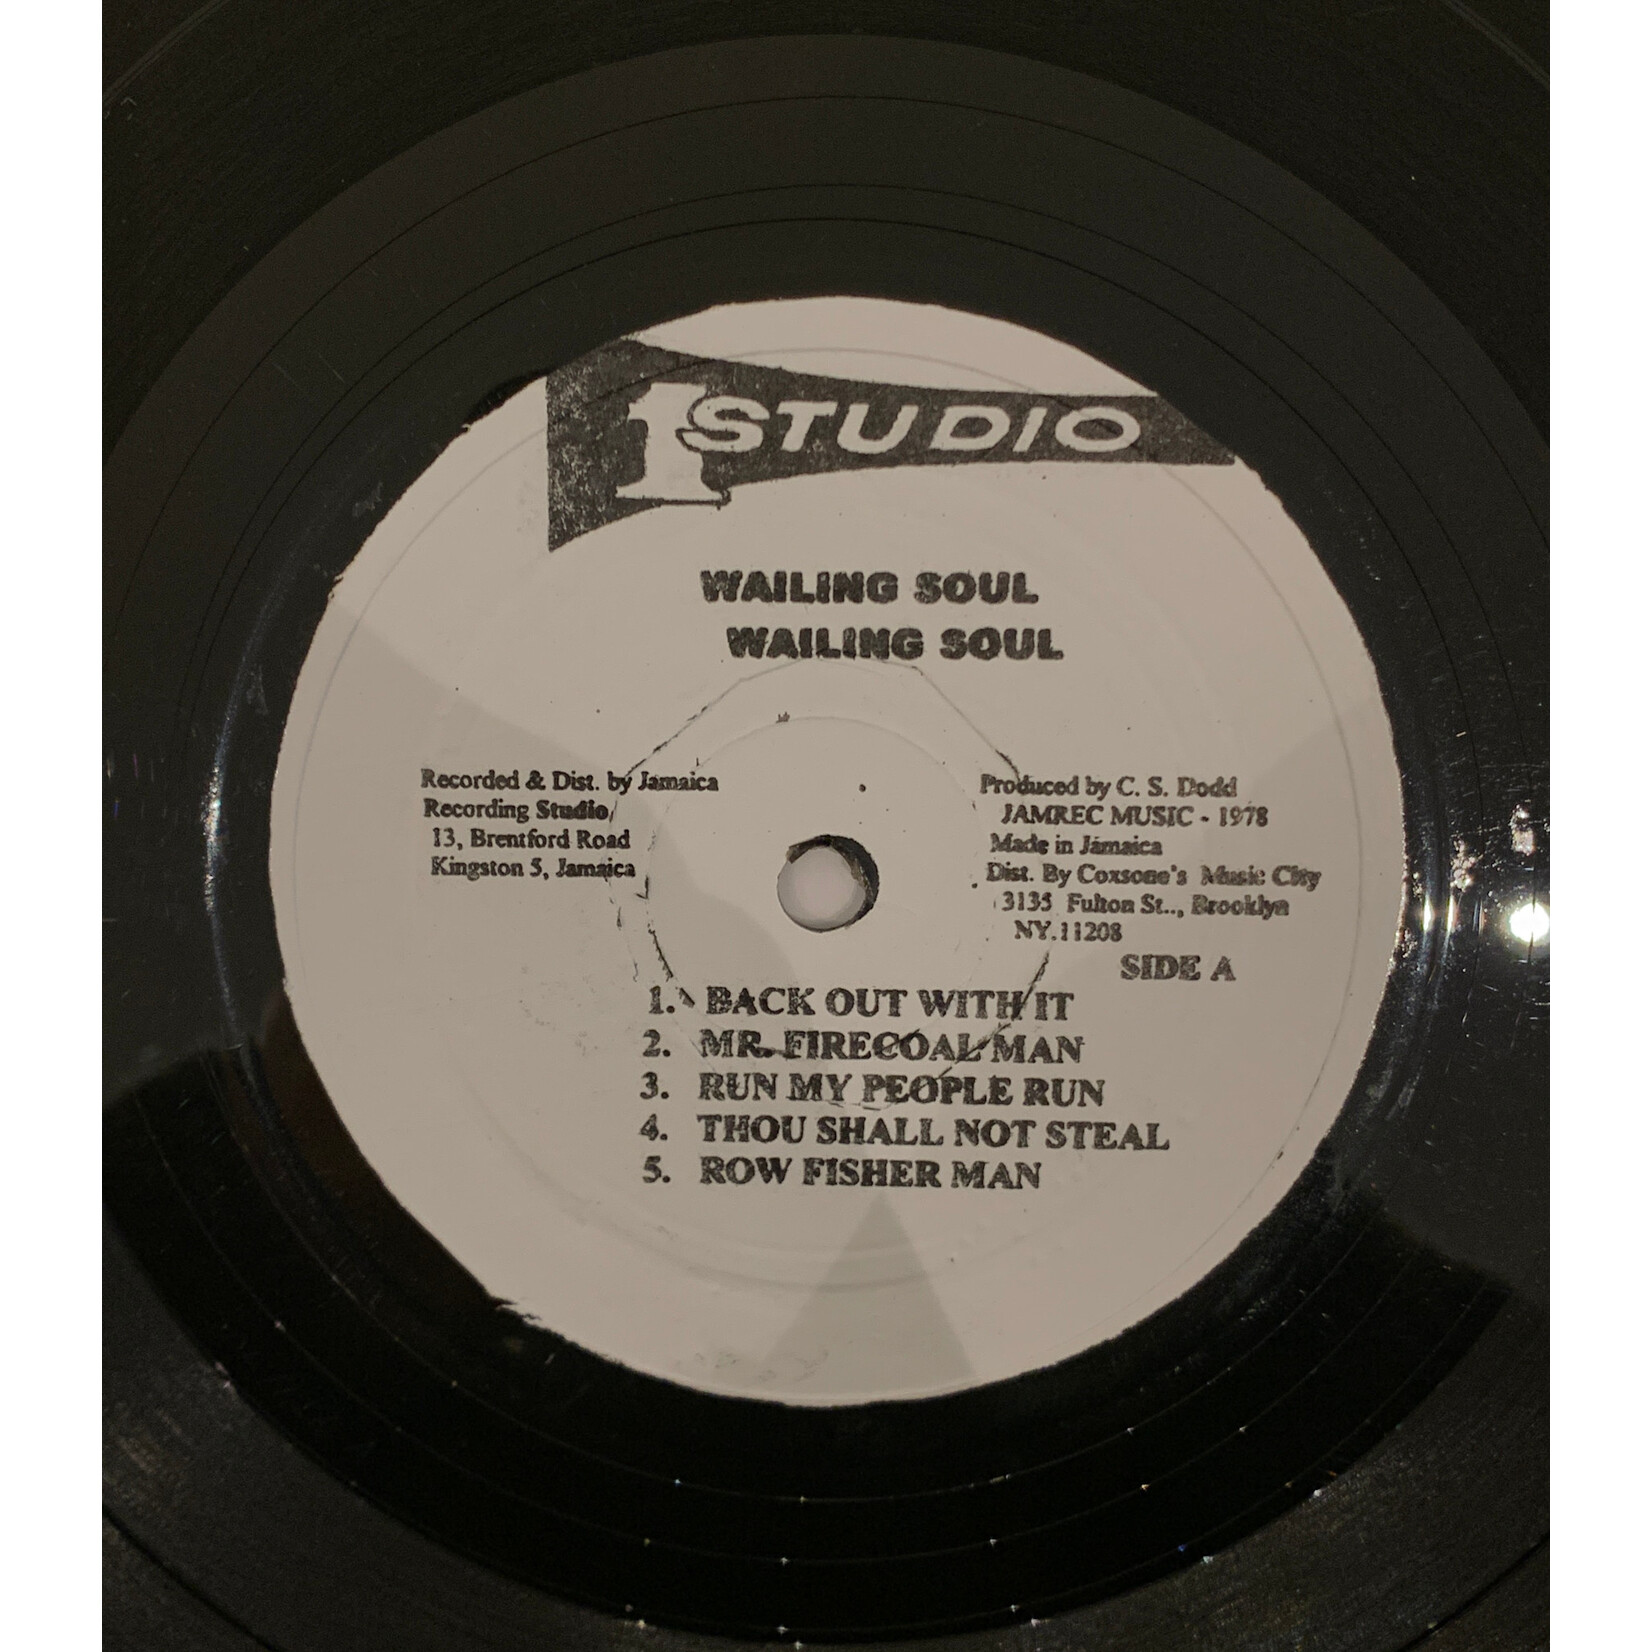 1 STUDIO
WAILING SOUL
WAILING SOUL
Recorded & Dist. by Jamaica
Recording Studio
13, Brentford Road
Kingston 5, Jamaica
Produced by C. S. Dodd
JAMREC MUSIC - 1978
Made in Jamaica
Dist. By Coxsone's Music City
3135 Fulton St.., Brooklyn
NY.11208
SIDE A
1. BACK OUT WITH IT
2. MR. FIRECOAL MAN
3. RUN MY PEOPLE RUN
4. THOU SHALL NOT STEAL
5. ROW FISHER MAN